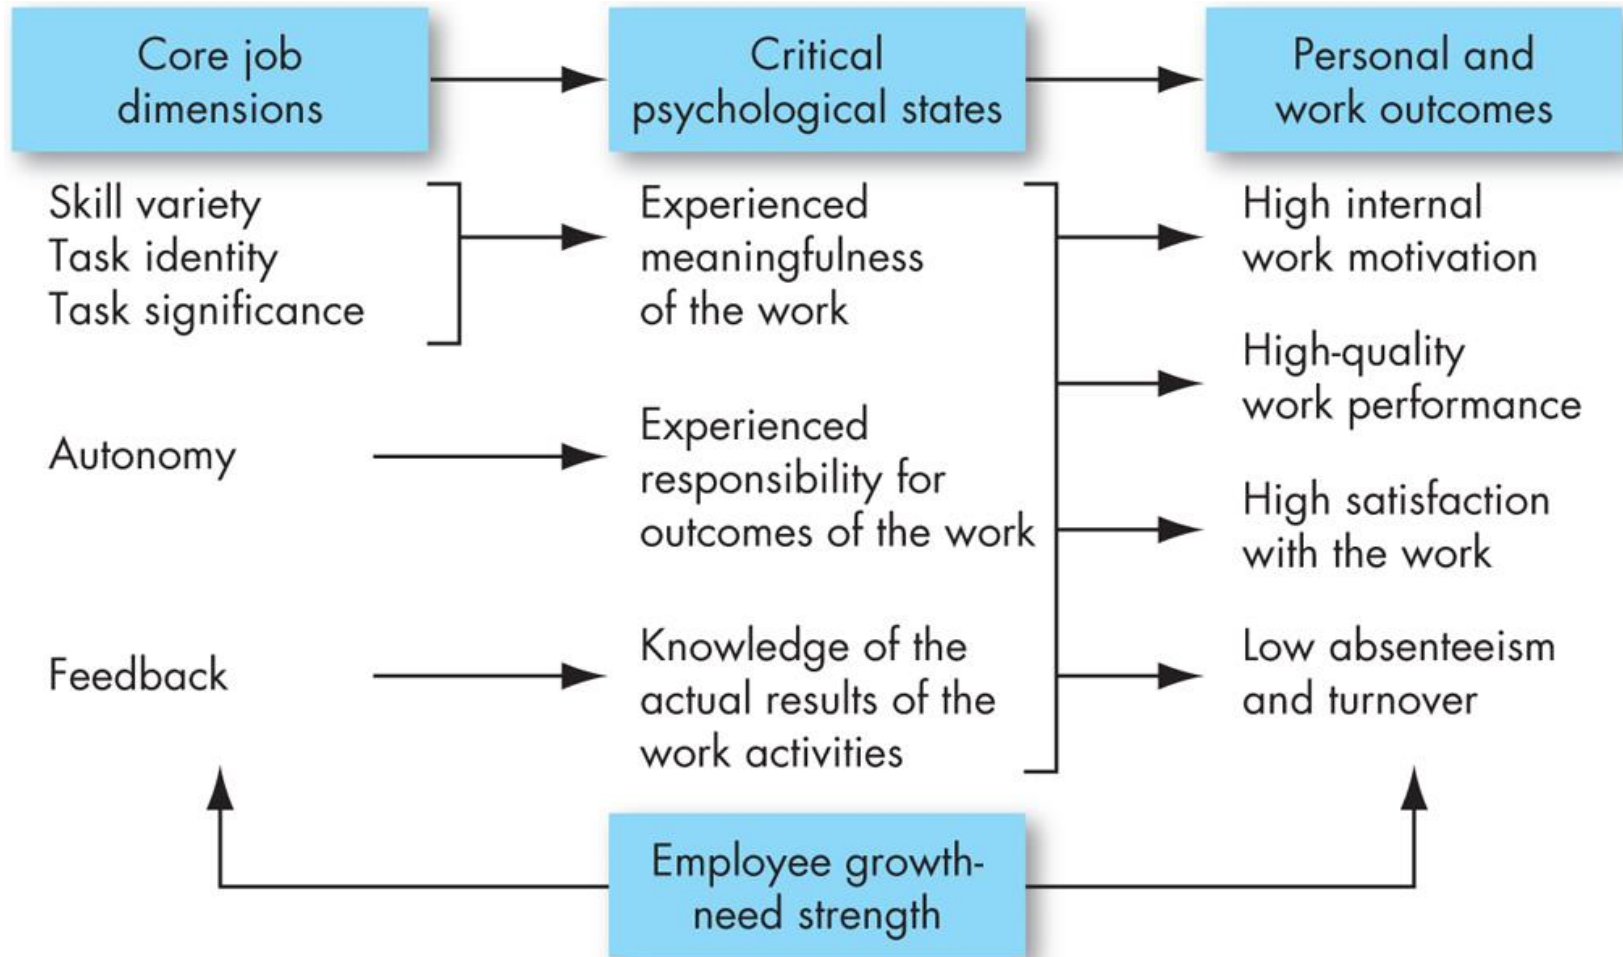 Core job
dimensions
Critical
psychological states
Personal and
work outcomes
Skill variety
Task identity
Task significance
Experienced
meaningfulness
of the work
High internal
work motivation
High-quality
work performance
Autonomy
Experienced
responsibility for
outcomes of the work
High satisfaction
with the work
Feedback
Knowledge of the
actual results of the
work activities
Low absenteeism
and turnover
Employee growth-
need strength